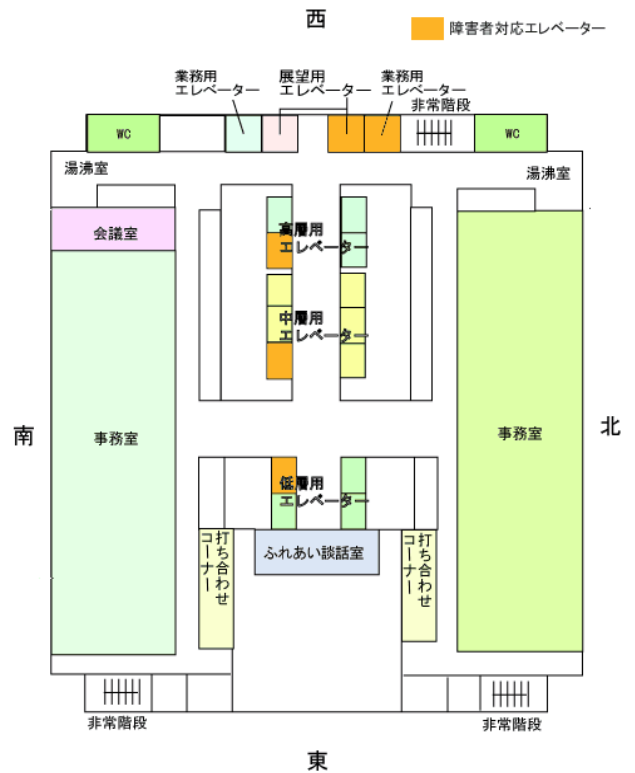 西
障害者対応エレベーター
業務用
エレベーター
展望用
エレベーター
業務用
エレベーター
非常階段
WC
WC
湯沸室
湯沸室
会議室
高層用
エレベーター
中層用
エレベーター
南
事務室
事務室
北
低層用
エレベーター
打ち合わせ
コーナー
ふれあい談話室
打ち合わせ
コーナー
非常階段
非常階段
東